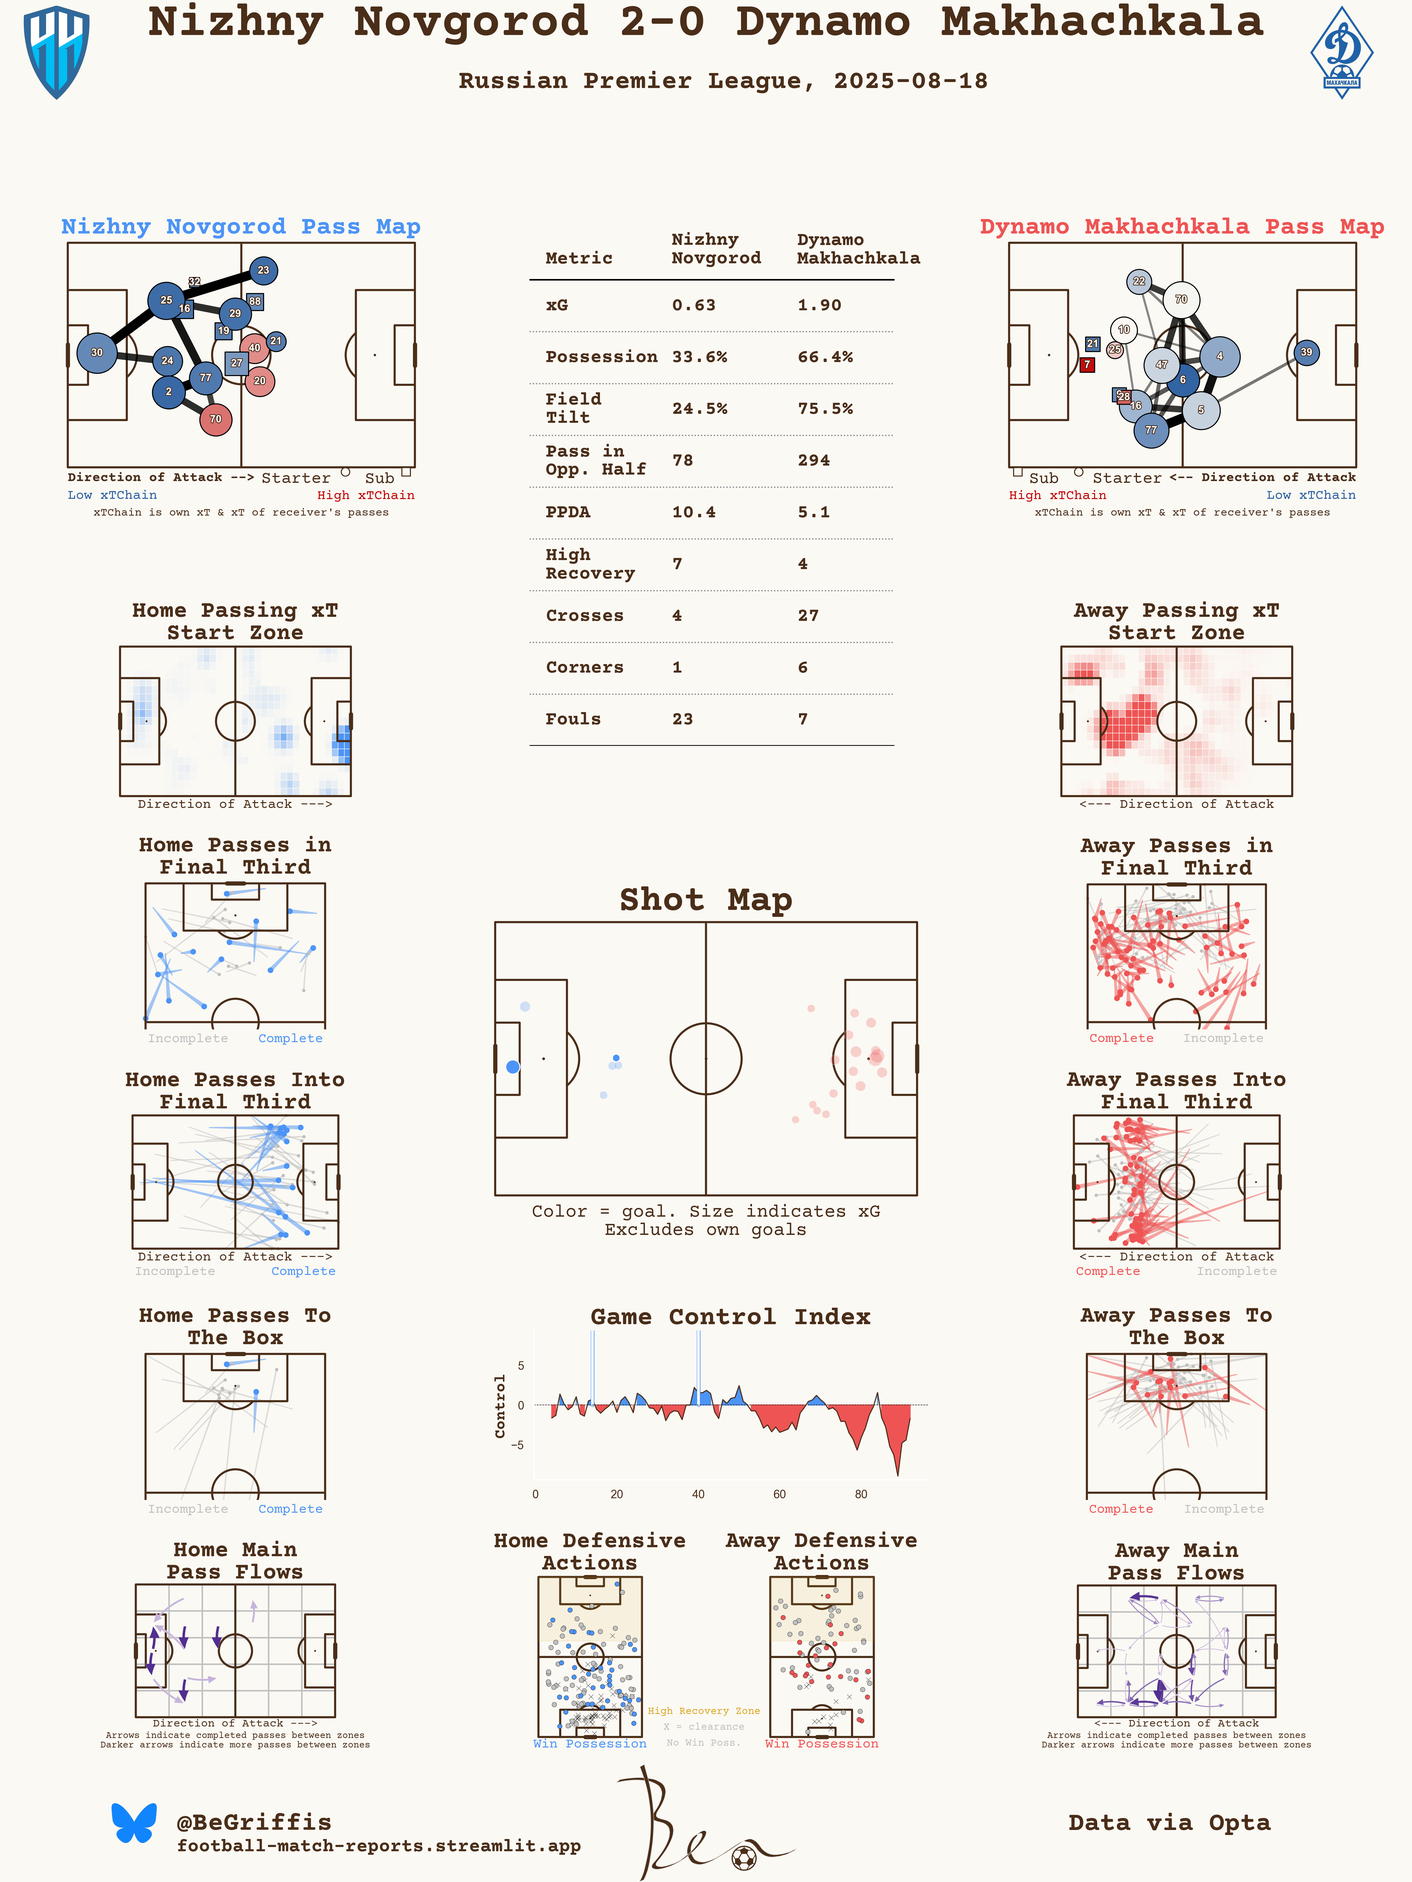 Nizhny Novgorod 2-0 Dynamo Makhachkala
Russian Premier League, 2025-08-18
МАХАЧКАЛА
Nizhny Novgorod Pass Map
23
32
25
16
88
29
19
21
40
30
24
27
77
20
2
70
Direction of Attack --> Starter Sub
Low xTChain High xTChain
xTChain is own xT & xT of receiver's passes
Metric Nizhny Novgorod Dynamo Makhachkala
xG 0.63 1.90
Possession 33.6% 66.4%
Field Tilt 24.5% 75.5%
Pass in Opp. Half 78 294
PPDA 10.4 5.1
High Recovery 7 4
Crosses 4 27
Corners 1 6
Fouls 23 7
Dynamo Makhachkala Pass Map
22
70
10
21
25
39
4
7
47
6
28
16
5
77
Sub Starter <-- Direction of Attack
High xTChain Low xTChain
xTChain is own xT & xT of receiver's passes
Home Passing xT
Start Zone
Direction of Attack --->
Away Passing xT
Start Zone
<--- Direction of Attack
Home Passes in
Final Third
Incomplete Complete
Away Passes in
Final Third
Complete Incomplete
Shot Map
Color = goal. Size indicates xG
Excludes own goals
Home Passes Into
Final Third
Direction of Attack --->
Incomplete Complete
Away Passes Into
Final Third
<--- Direction of Attack
Complete Incomplete
Home Passes To
The Box
Incomplete Complete
Game Control Index
Control
5
0
−5
0 20 40 60 80
Away Passes To
The Box
Complete Incomplete
Home Main
Pass Flows
Direction of Attack --->
Arrows indicate completed passes between zones
Darker arrows indicate more passes between zones
Home Defensive
Actions
Win Possession
High Recovery Zone
X = clearance
No Win Poss.
Away Defensive
Actions
Win Possession
Away Main
Pass Flows
<--- Direction of Attack
Arrows indicate completed passes between zones
Darker arrows indicate more passes between zones
@BeGriffis
football-match-reports.streamlit.app
Ben
Data via Opta